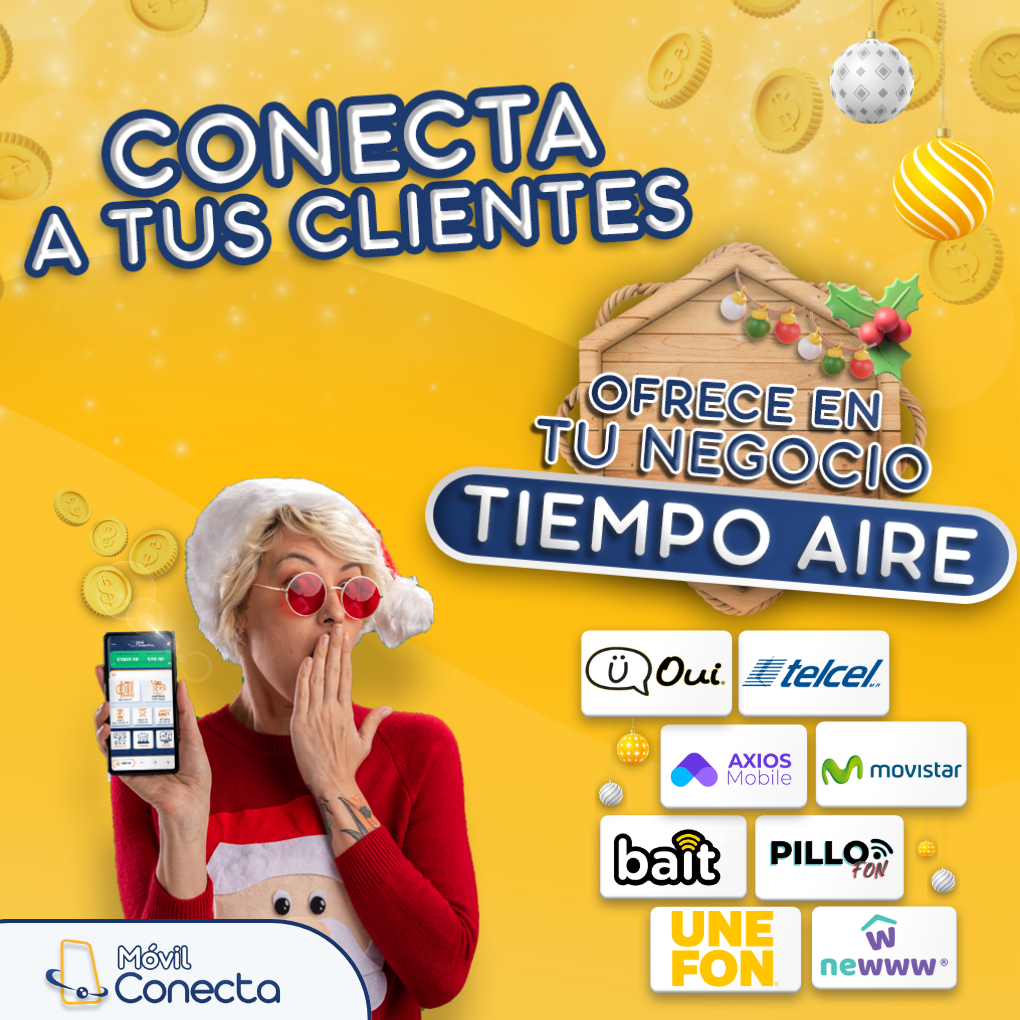 CONECTA
A TUS CLIENTES
OFRECE EN
TU NEGOCIO
TIEMPO AIRE
Ü Oui.
telcel M.R
AXIOS
Mobile
movistar
bait
PILLO
FON
UNE
FON
W
newww®
Móvil
Conecta